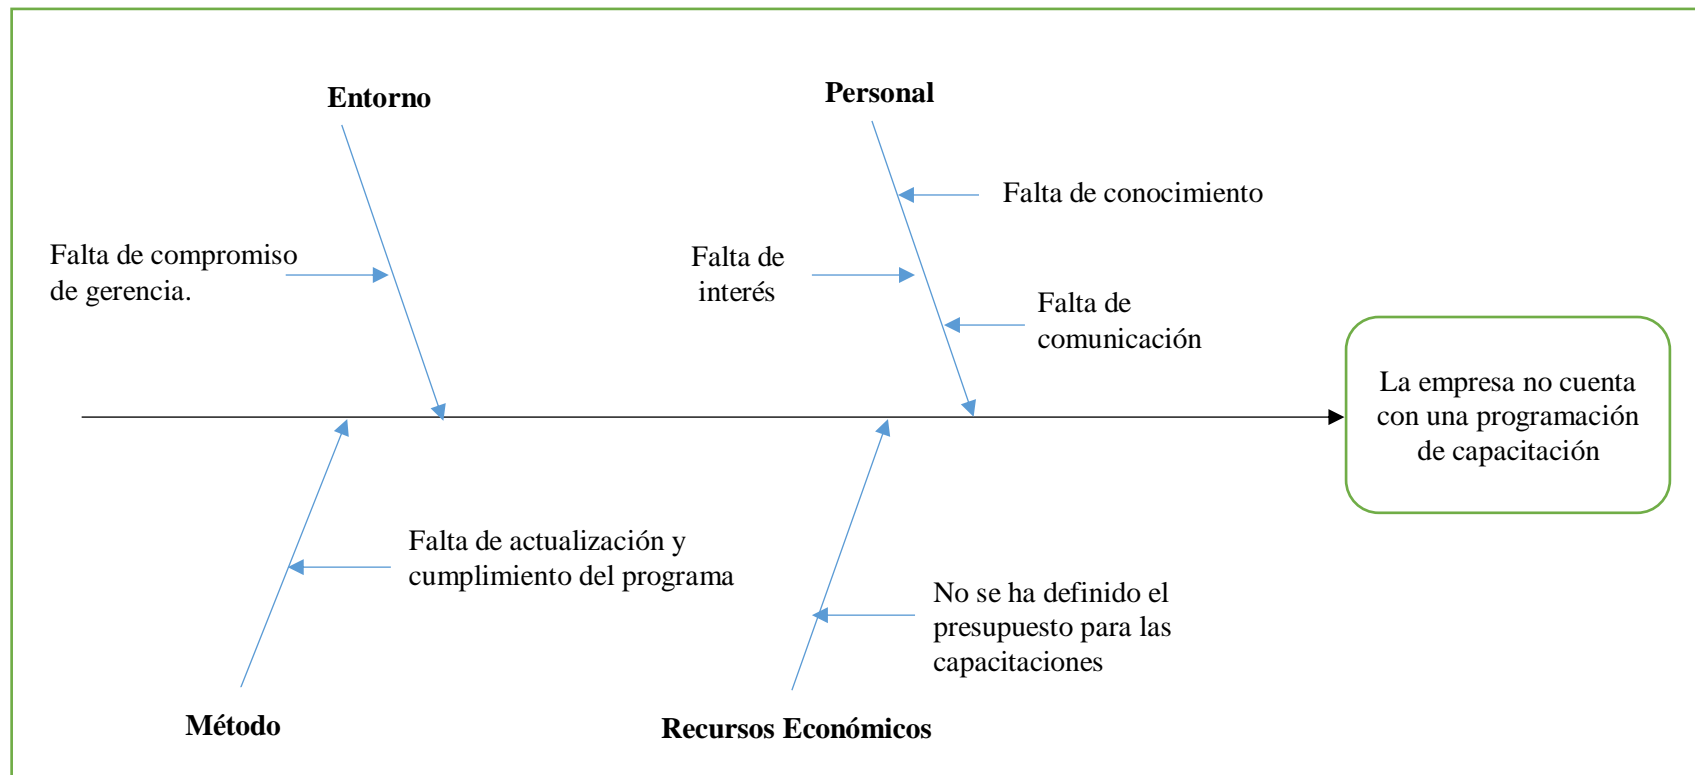 Entorno
Personal
Falta de conocimiento
Falta de compromiso
de gerencia.
Falta de
interés
Falta de
comunicación
La empresa no cuenta
con una programación
de capacitación
Falta de actualización y
cumplimiento del programa
No se ha definido el
presupuesto para las
capacitaciones
Método
Recursos Económicos